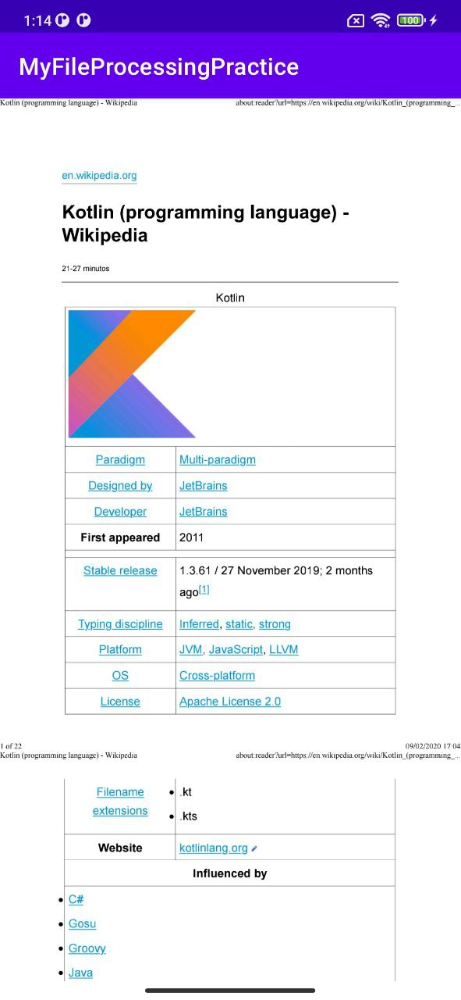 1:14
100
MyFileProcessingPractice
Kotlin (programming language) - Wikipedia about:reader?url=https://en.wikipedia.org/wiki/Kotlin_(programming_...
en.wikipedia.org
Kotlin (programming language) -
Wikipedia
21-27 minutos
Kotlin
Paradigm Multi-paradigm
Designed by JetBrains
Developer JetBrains
First appeared 2011
Stable release 1.3.61 / 27 November 2019; 2 months
ago[1]
Typing discipline Inferred, static, strong
Platform JVM, JavaScript, LLVM
OS Cross-platform
License Apache License 2.0
1 of 22 09/02/2020 17:04
Kotlin (programming language) - Wikipedia about:reader?url=https://en.wikipedia.org/wiki/Kotlin_(programming_...
Filename • .kt
extensions • .kts
Website kotlinlang.org
Influenced by
• C#
• Gosu
• Groovy
• Java